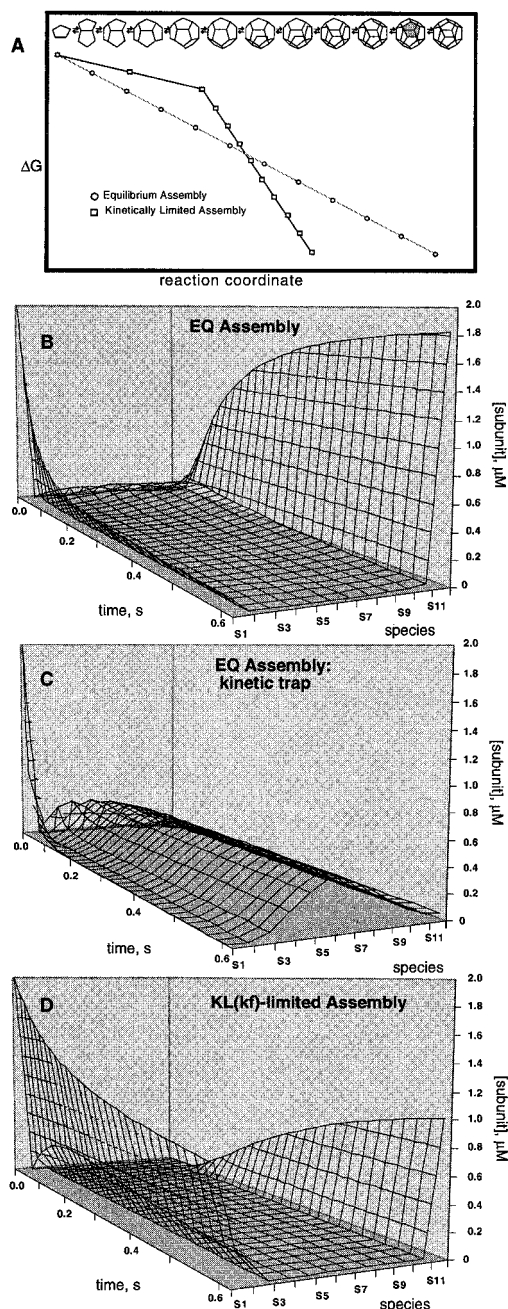 A
ΔG
Equilibrium Assembly
Kinetically Limited Assembly
reaction coordinate
B
EQ Assembly
2.0
1.8
1.6
1.4
1.2
1.0
0.8
0.6
0.4
0.2
0
[subunit], µM
0.0
0.2
0.4
0.6
time, s
S1
S3
S5
S7
S9
S11
species
C
EQ Assembly:
kinetic trap
2.0
1.8
1.6
1.4
1.2
1.0
0.8
0.6
0.4
0.2
0
[subunit], µM
0.0
0.2
0.4
0.6
time, s
S1
S3
S5
S7
S9
S11
species
D
KL(kf)-limited Assembly
2.0
1.8
1.6
1.4
1.2
1.0
0.8
0.6
0.4
0.2
0
[subunit], µM
0.0
0.2
0.4
0.6
time, s
S1
S3
S5
S7
S9
S11
species